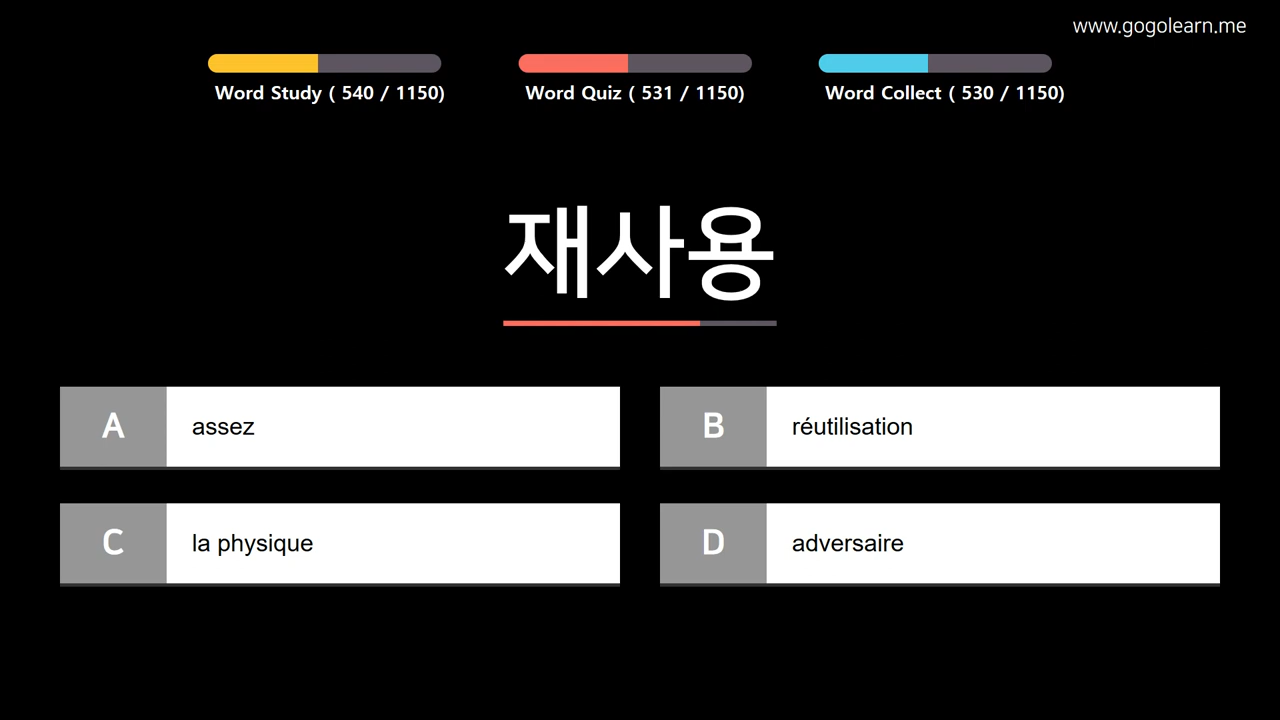 www.gogolearn.me
Word Study ( 540 / 1150)
Word Quiz ( 531 / 1150)
Word Collect ( 530 / 1150)
재사용
A
assez
B
réutilisation
C
la physique
D
adversaire